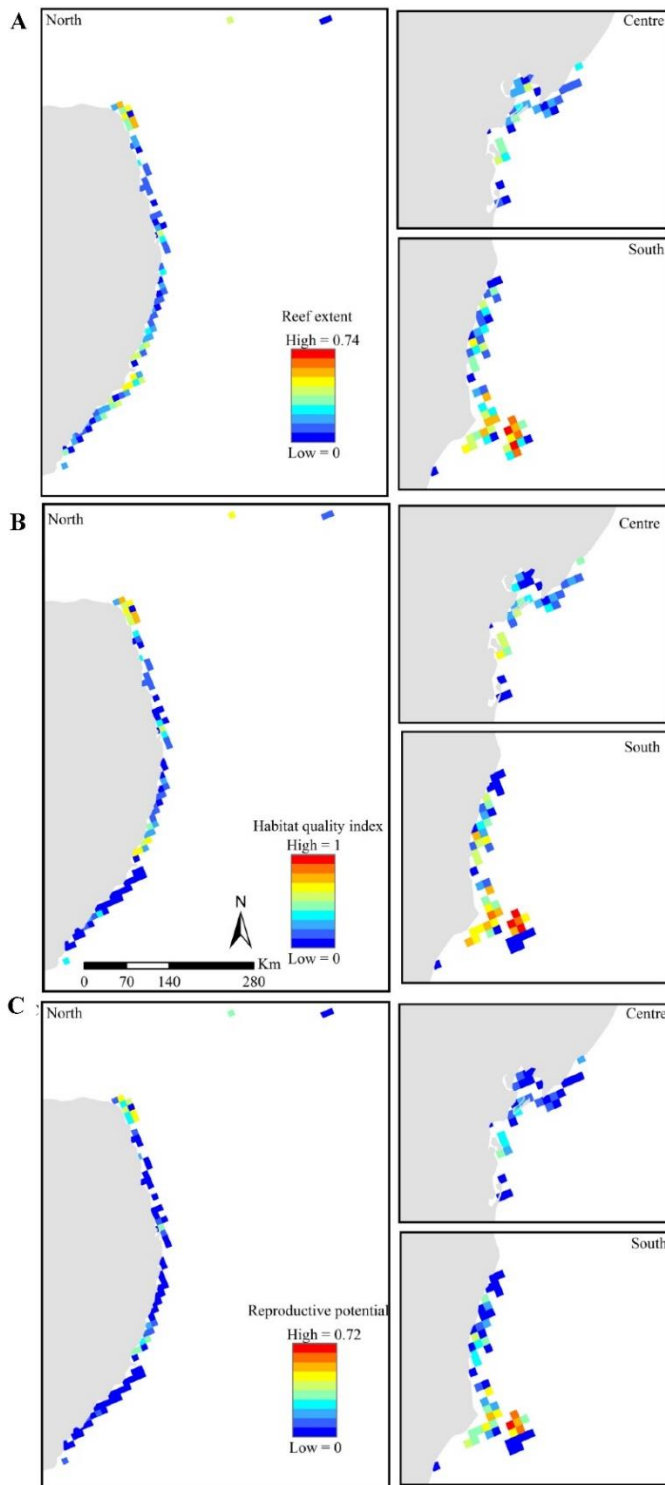 A
North
Centre
South
Reef extent
High = 0.74
Low = 0
B
North
Centre
South
Habitat quality index
High = 1
Low = 0
N
Km
0 70 140 280
C
North
Centre
South
Reproductive potential
High = 0.72
Low = 0